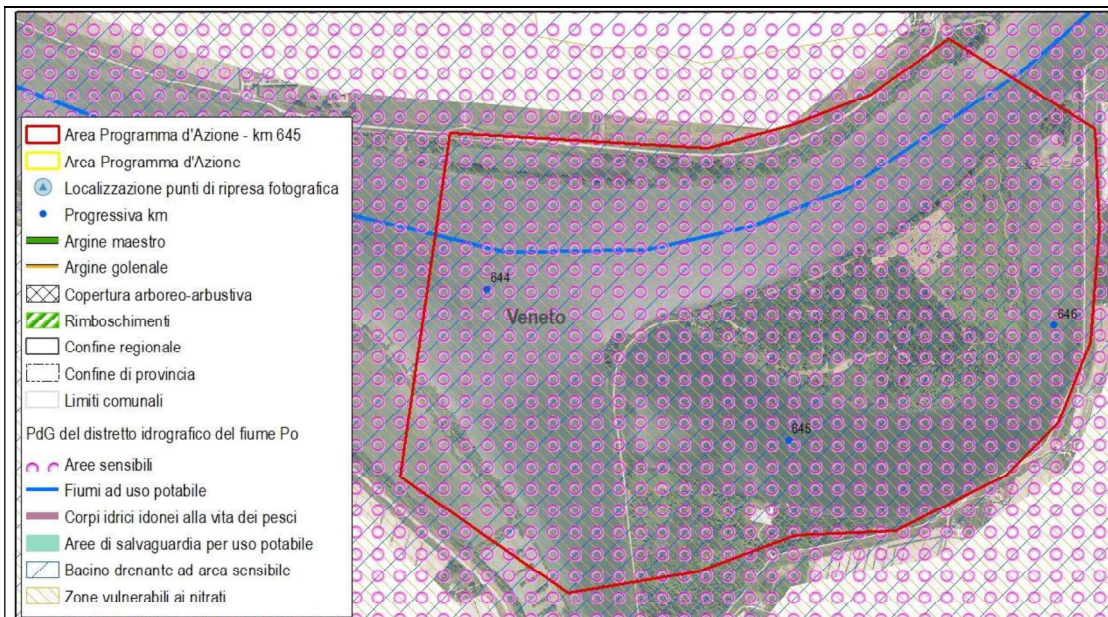 Area Programma d'Azione - km 645
Area Programma d'Azione
Localizzazione punti di ripresa fotografica
Progressiva km
Argine maestro
Argine golenale
Copertura arboreo-arbustiva
Rimboschimenti
Confine regionale
Confine di provincia
Limiti comunali
PdG del distretto idrografico del fiume Po
Aree sensibili
Fiumi ad uso potabile
Corpi idrici idonei alla vita dei pesci
Aree di salvaguardia per uso potabile
Bacino drenante ad area sensibile
Zone vulnerabili ai nitrati
644
Veneto
646
645